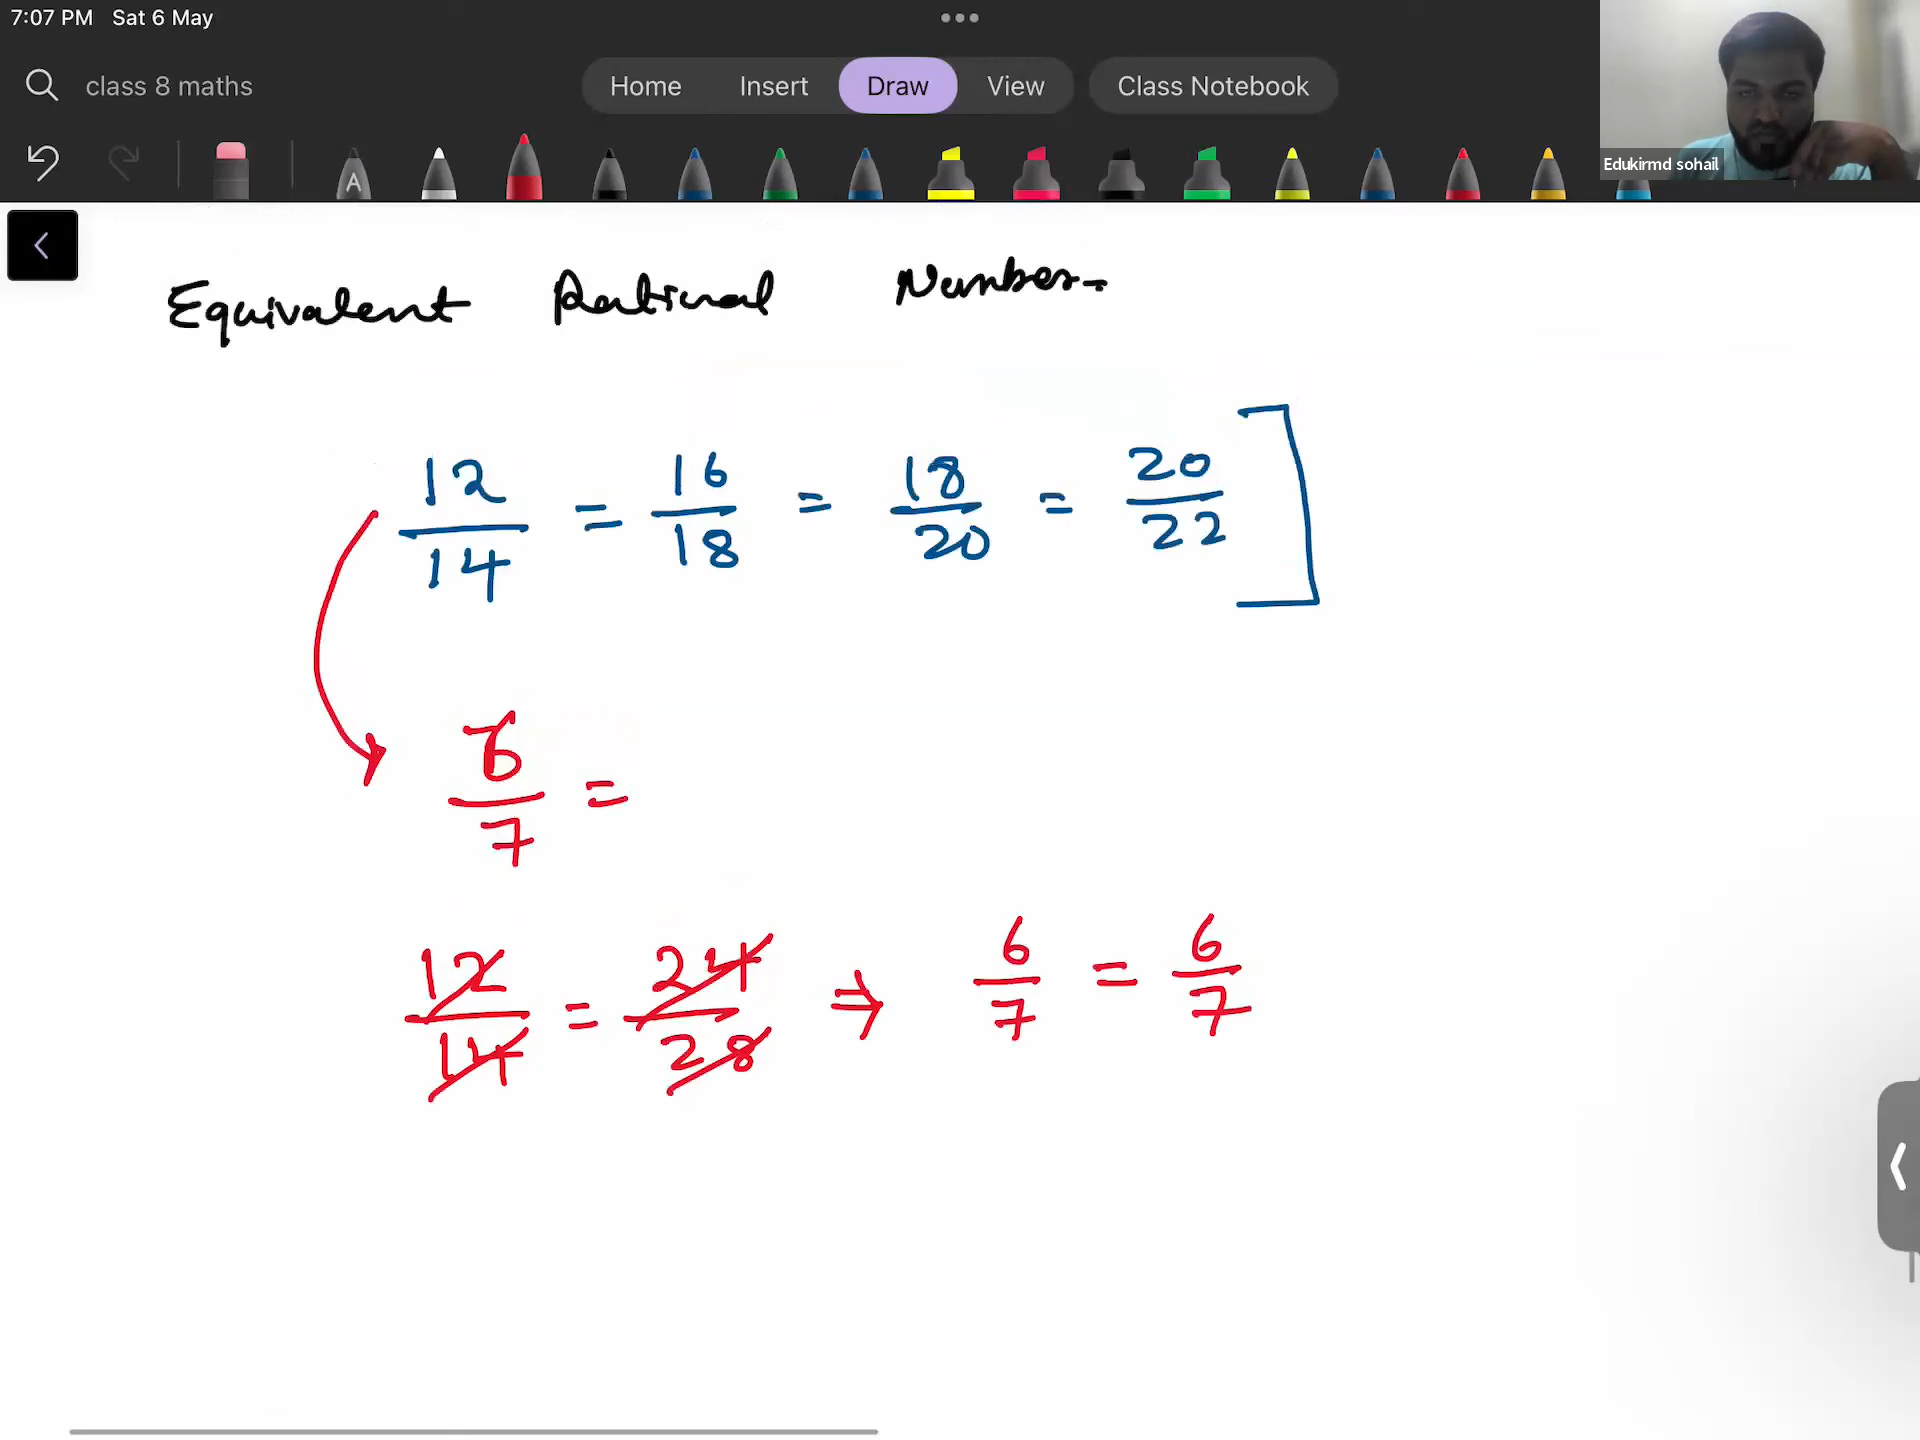 7:07 PM Sat 6 May
class 8 maths
Home Insert Draw View Class Notebook
A
Edukirmd sohail
Equivalent Rational Number-
12/14 = 16/18 = 18/20 = 20/22 ]
6/7 =
12/14 = 24/28 ⇒ 6/7 = 6/7